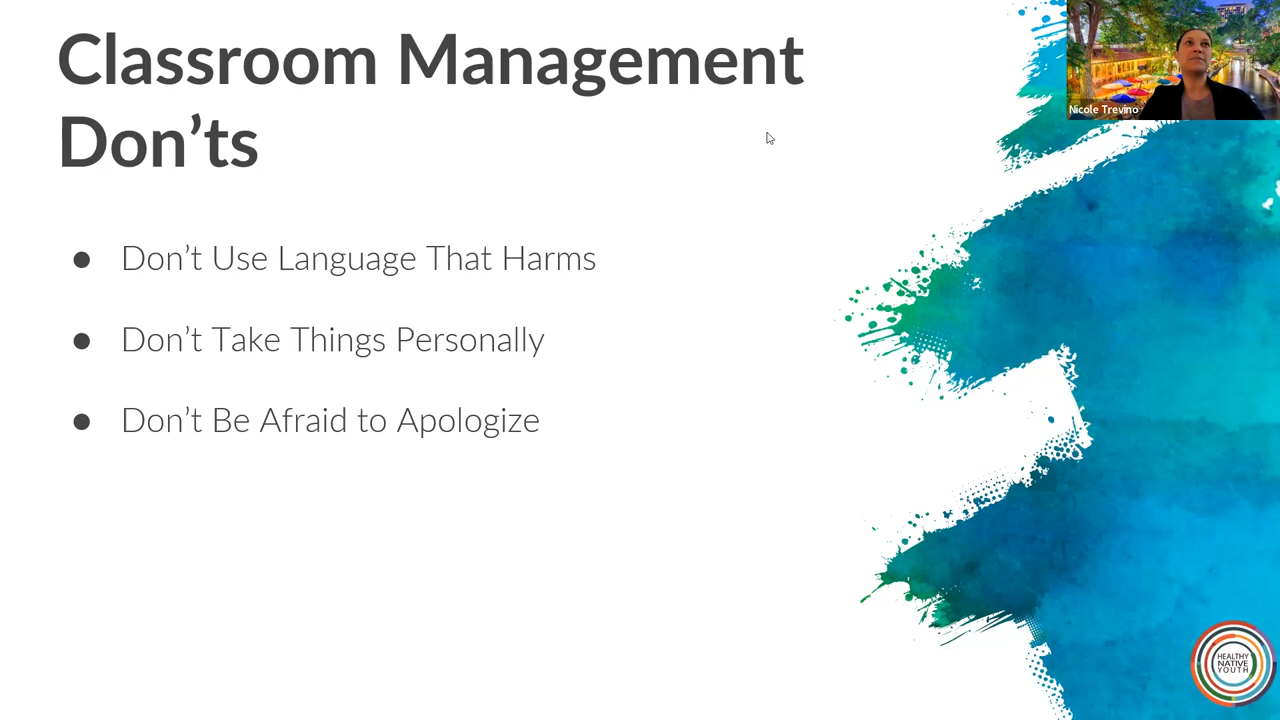 Classroom Management
Don’ts
● Don’t Use Language That Harms
● Don’t Take Things Personally
● Don’t Be Afraid to Apologize
Nicole Trevino
HEALTHY
NATIVE
YOUTH